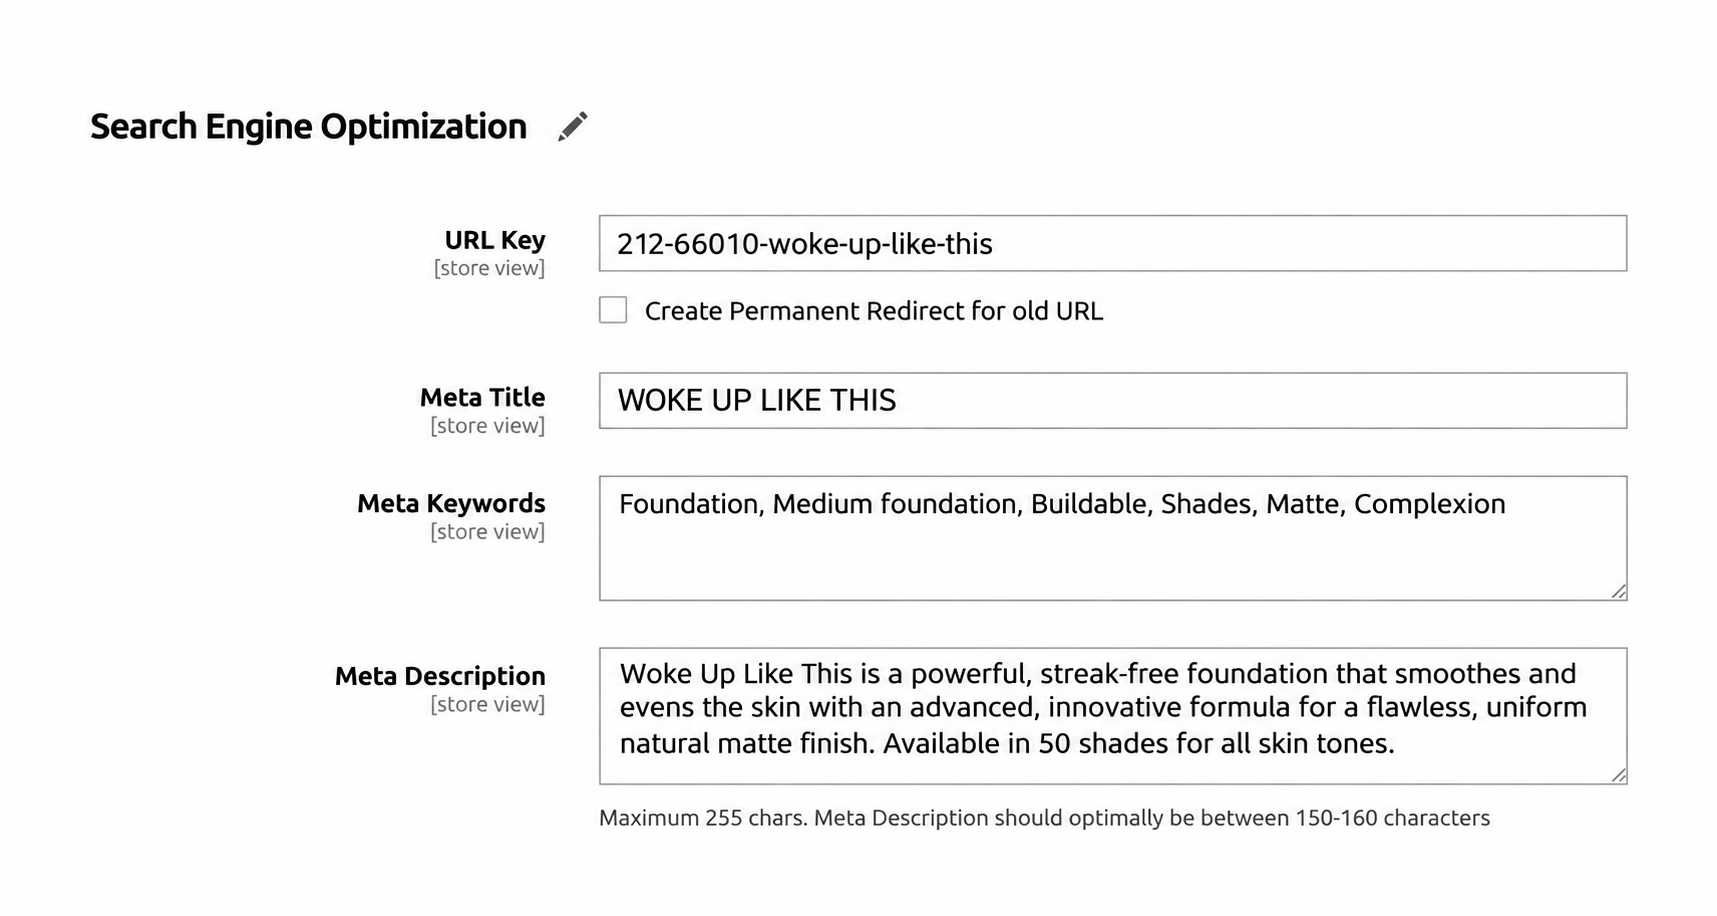 Search Engine Optimization
URL Key
[store view]
212-66010-woke-up-like-this
Create Permanent Redirect for old URL
Meta Title
[store view]
WOKE UP LIKE THIS
Meta Keywords
[store view]
Foundation, Medium foundation, Buildable, Shades, Matte, Complexion
Meta Description
[store view]
Woke Up Like This is a powerful, streak-free foundation that smoothes and
evens the skin with an advanced, innovative formula for a flawless, uniform
natural matte finish. Available in 50 shades for all skin tones.
Maximum 255 chars. Meta Description should optimally be between 150-160 characters